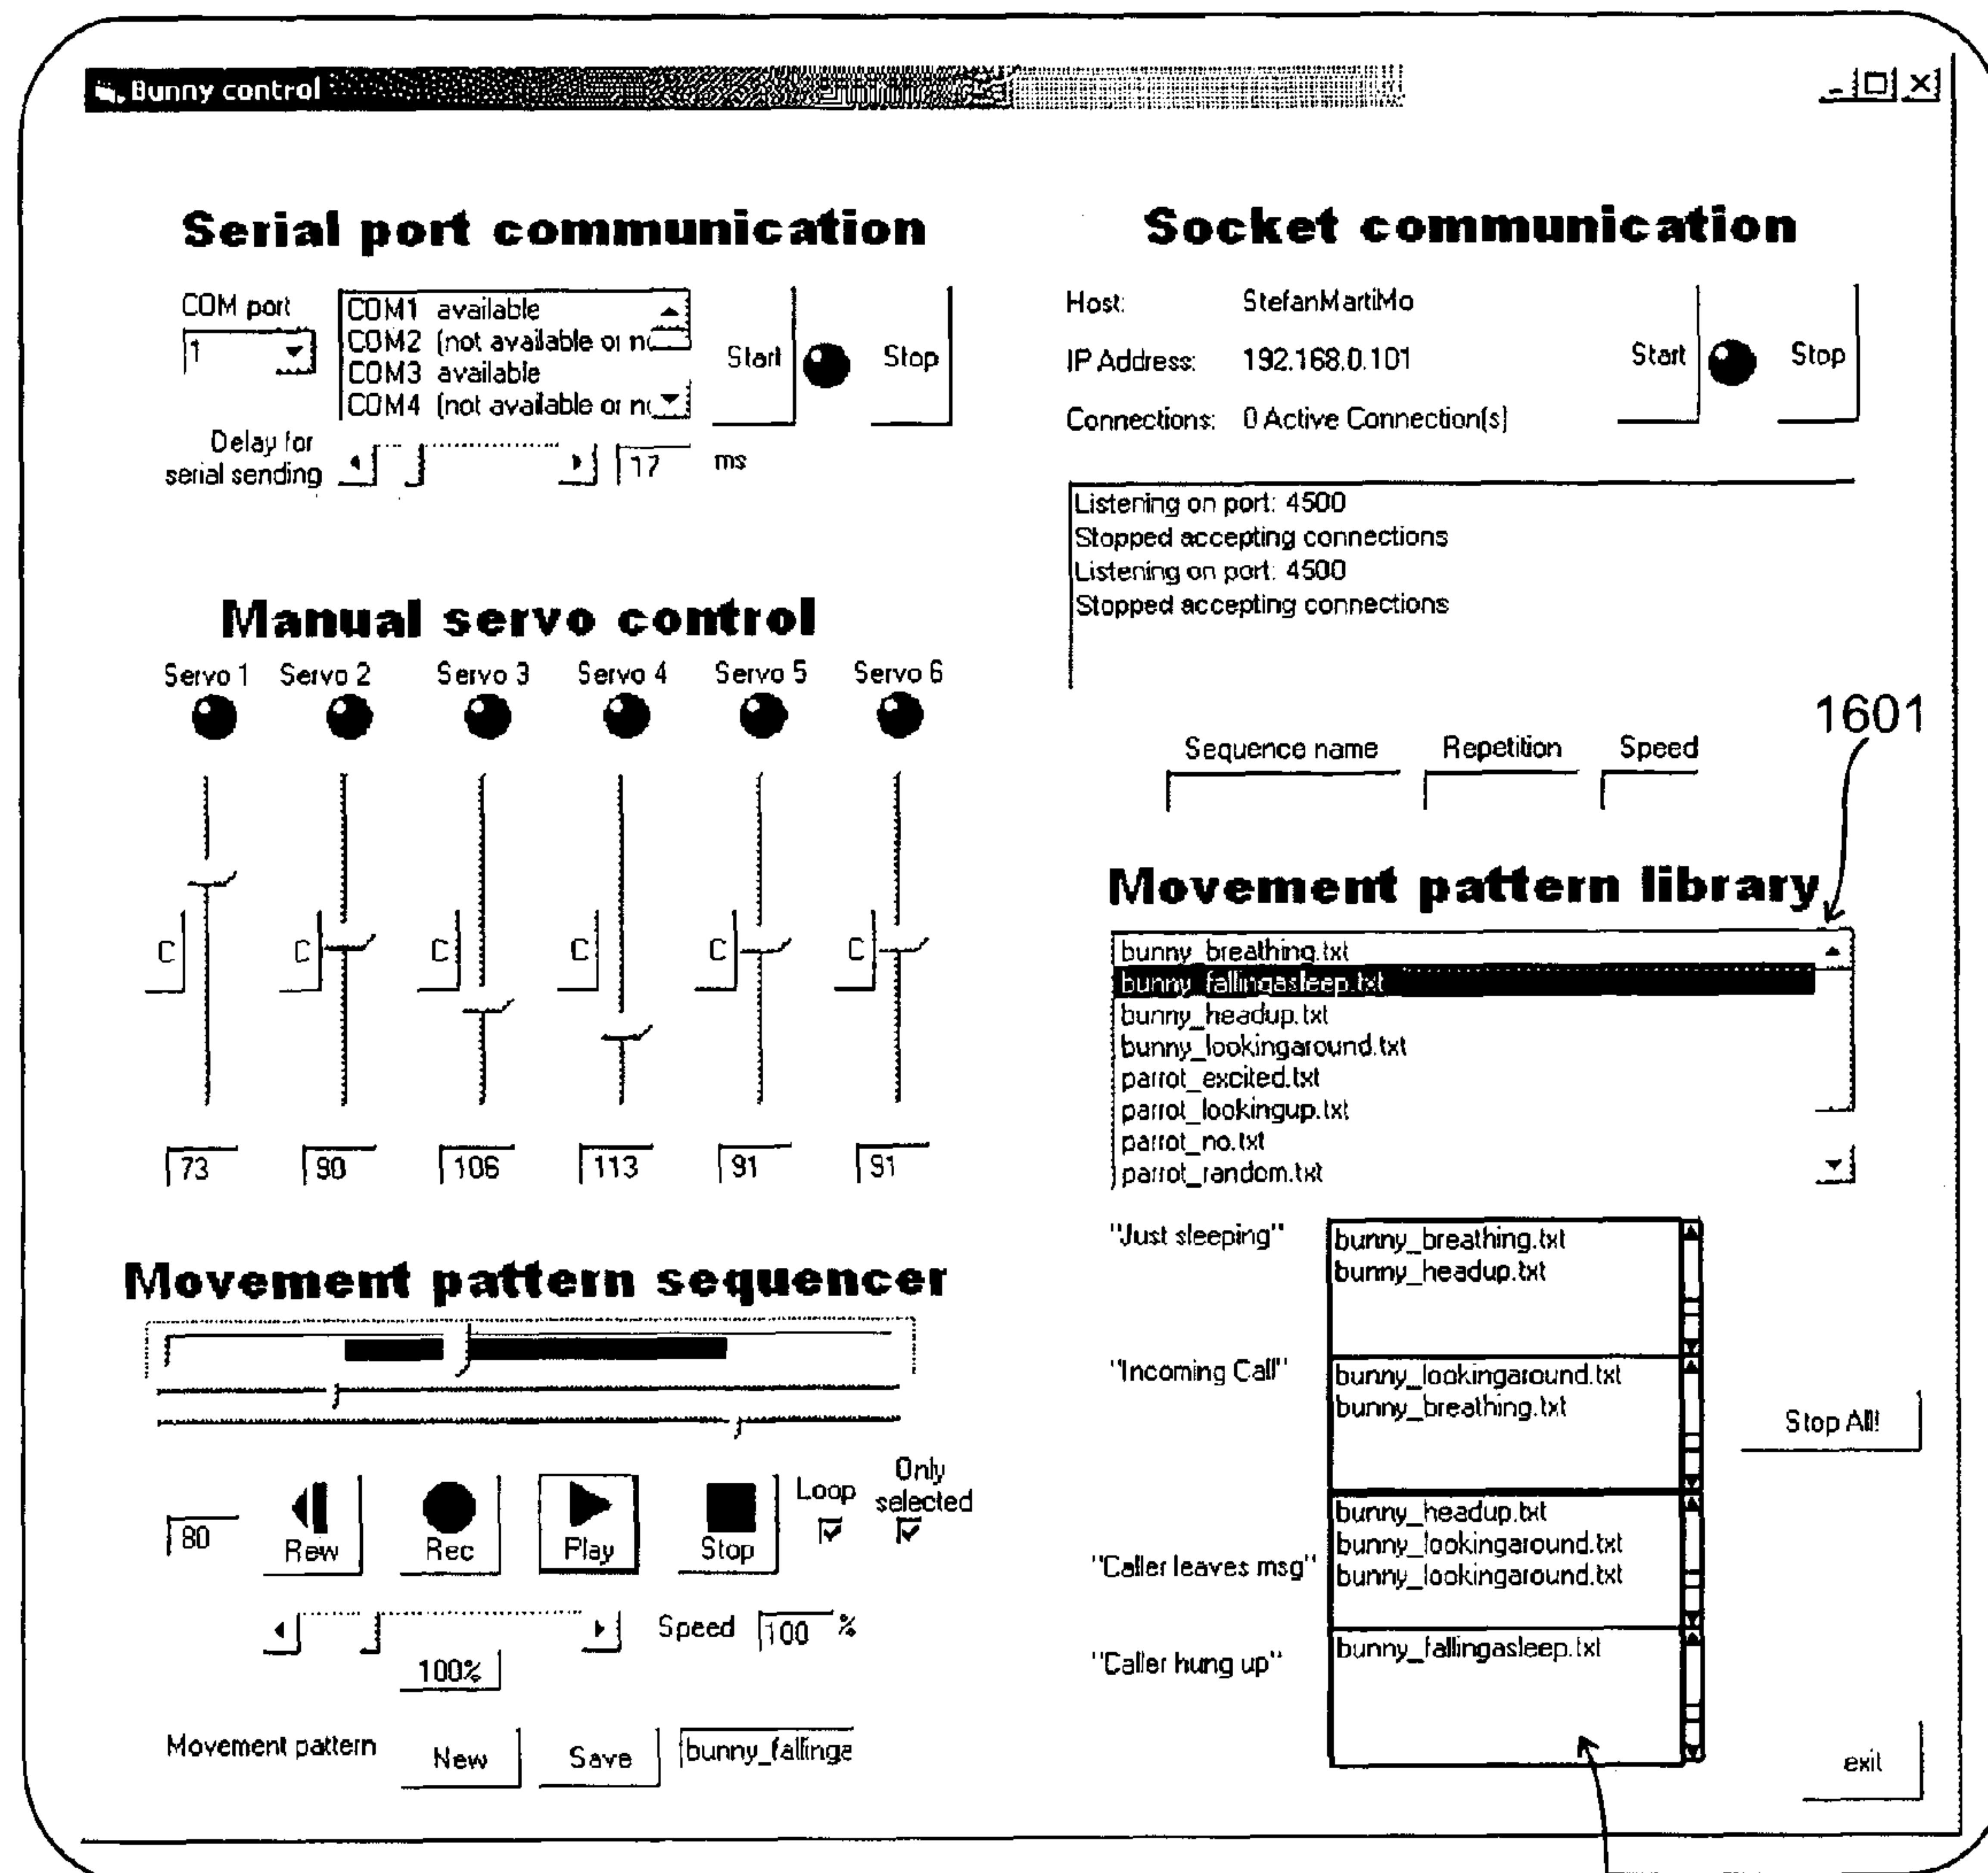 Bunny control
Serial port communication
COM port
1
COM1 available
COM2 (not available or no
COM3 available
COM4 (not available or no
Start
Stop
Delay for
serial sending
17
ms
Socket communication
Host:
StefanMartiMo
IP Address:
192.168.0.101
Connections:
0 Active Connection(s)
Start
Stop
Listening on port: 4500
Stopped accepting connections
Listening on port: 4500
Stopped accepting connections
Manual servo control
Servo 1
Servo 2
Servo 3
Servo 4
Servo 5
Servo 6
C
C
C
C
C
C
73
90
106
113
91
91
Sequence name
Repetition
Speed
1601
Movement pattern library
bunny_breathing.txt
bunny_fallingasleep.txt
bunny_headup.txt
bunny_lookingaround.txt
parrot_excited.txt
parrot_lookingup.txt
parrot_no.txt
parrot_random.txt
"Just sleeping"
bunny_breathing.txt
bunny_headup.txt
"Incoming Call"
bunny_lookingaround.txt
bunny_breathing.txt
Stop All!
"Caller leaves msg"
bunny_headup.txt
bunny_lookingaround.txt
bunny_lookingaround.txt
"Caller hung up"
bunny_fallingasleep.txt
exit
Movement pattern sequencer
80
Rew
Rec
Play
Stop
Loop
Only
selected
Speed
100 %
100%
Movement pattern
New
Save
bunny_fallinga